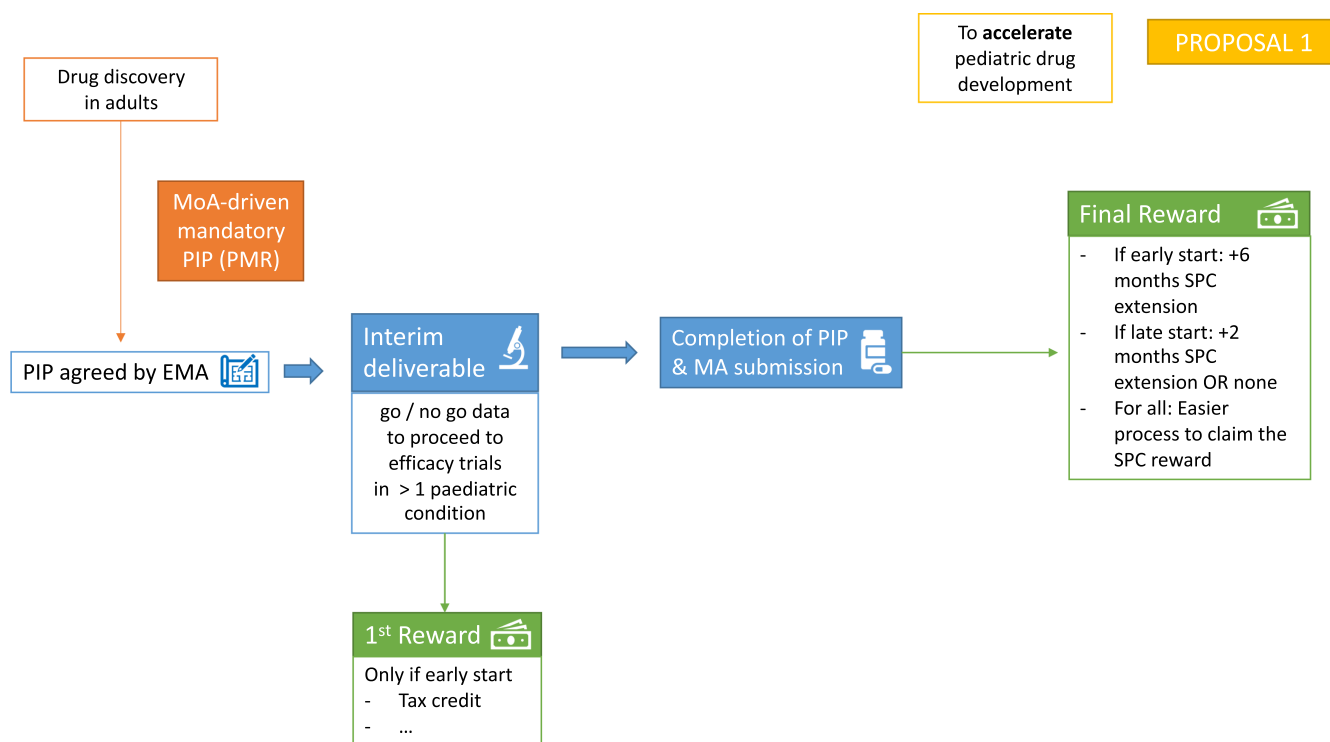 To accelerate
pediatric drug
development
PROPOSAL 1
Drug discovery
in adults
MoA-driven
mandatory
PIP (PMR)
PIP agreed by EMA
Interim
deliverable
go / no go data
to proceed to
efficacy trials
in > 1 paediatric
condition
Completion of PIP
& MA submission
Final Reward
- If early start: +6
months SPC
extension
- If late start: +2
months SPC
extension OR none
- For all: Easier
process to claim the
SPC reward
1st Reward
Only if early start
- Tax credit
- ...